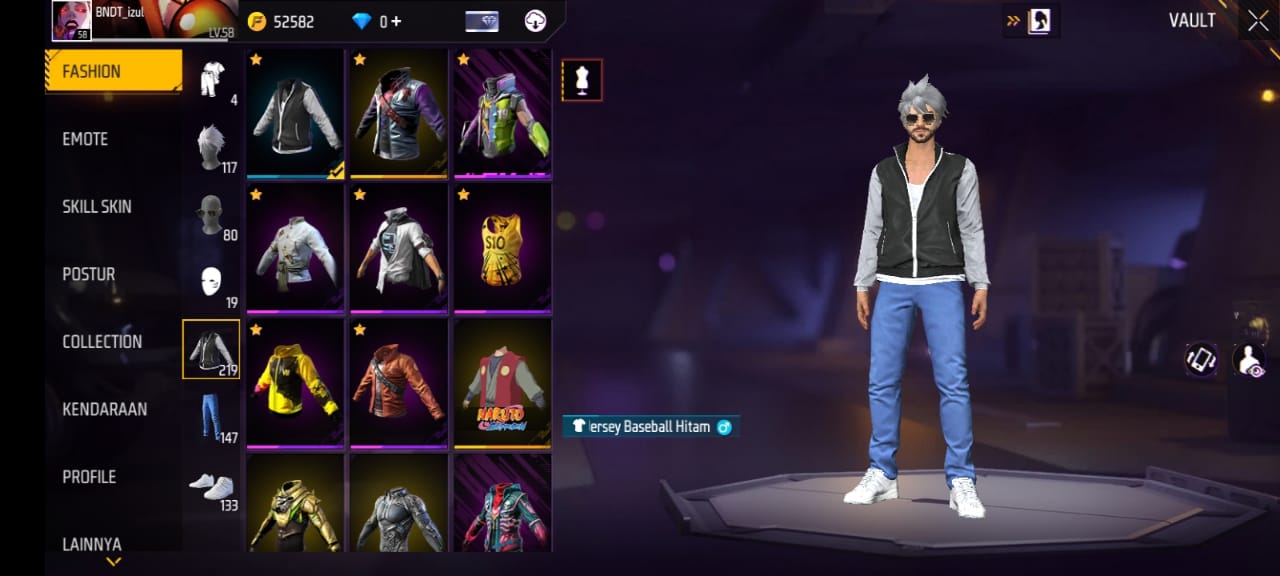 BNDT_izul
58
LV.58
52582
0 +
VAULT
FASHION
EMOTE
SKILL SKIN
POSTUR
COLLECTION
KENDARAAN
PROFILE
LAINNYA
4
117
80
19
219
147
133
S10
NARUTO
Jersey Baseball Hitam